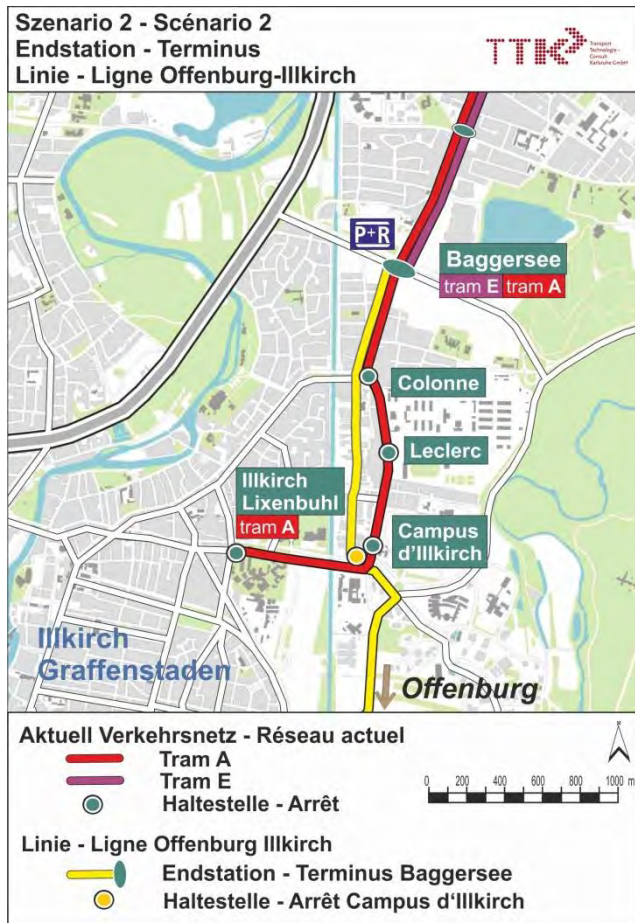 Szenario 2 - Scénario 2
Endstation - Terminus
Linie - Ligne Offenburg-Illkirch
TTK
Transport
Technologie -
Consult
Karlsruhe GmbH
P+R
Baggersee
tram E tram A
Colonne
Leclerc
Illkirch
Lixenbuhl
tram A
Campus
d'Illkirch
Illkirch
Graffenstaden
Offenburg
Aktuell Verkehrsnetz - Réseau actuel
Tram A
Tram E
Haltestelle - Arrêt
N
0 200 400 600 800 1000 m
Linie - Ligne Offenburg Illkirch
Endstation - Terminus Baggersee
Haltestelle - Arrêt Campus d'Illkirch